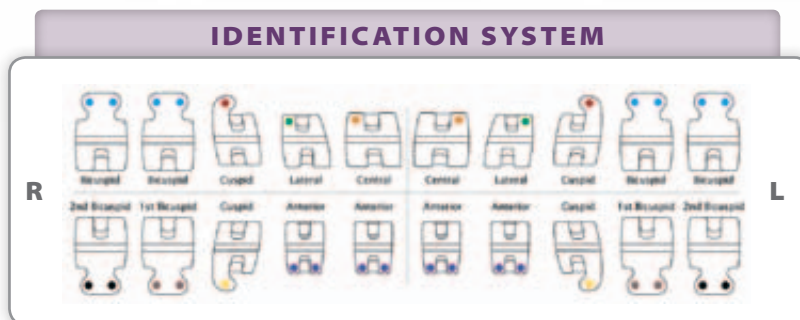 IDENTIFICATION SYSTEM
Bicuspid Bicuspid Cuspid Lateral Central Central Lateral Cuspid Bicuspid Bicuspid
R L
2nd Bicuspid 1st Bicuspid Cuspid Anterior Anterior Anterior Anterior Cuspid 1st Bicuspid 2nd Bicuspid